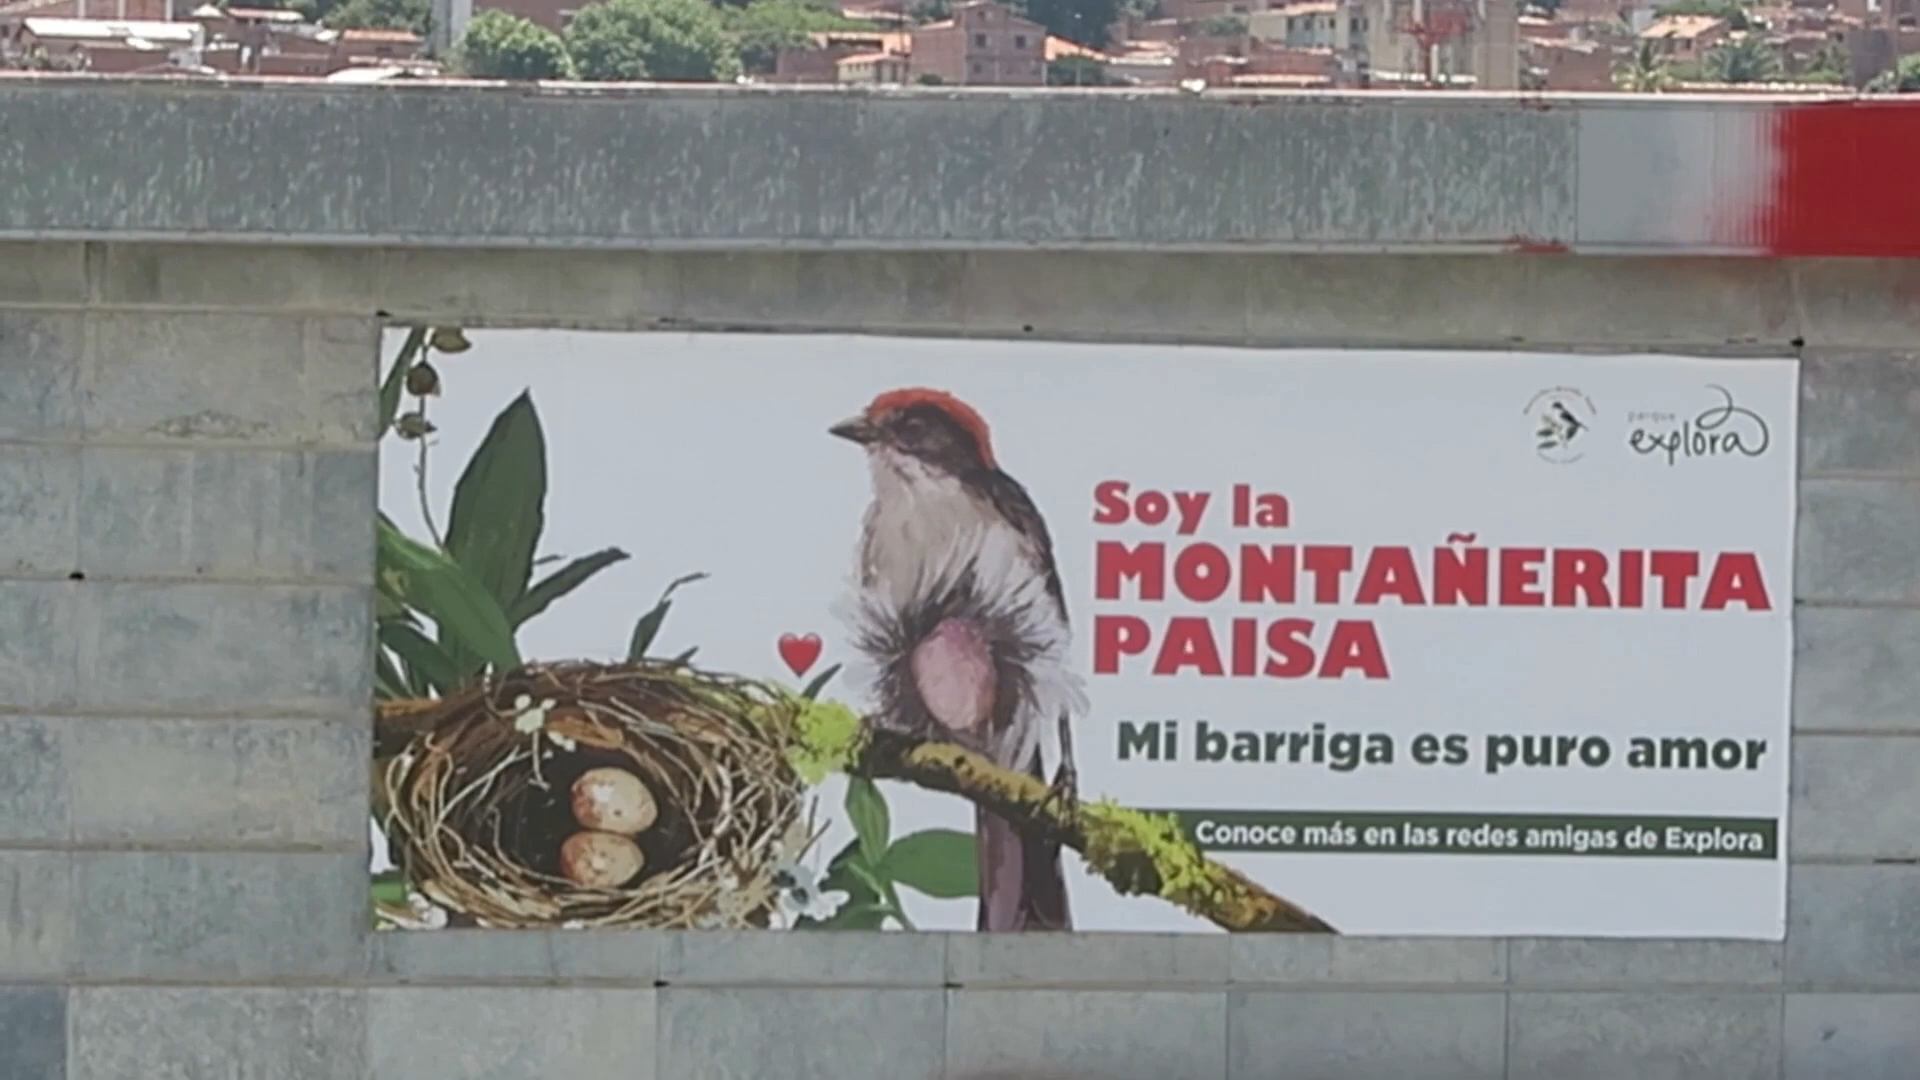 parque
explora
Soy la
MONTAÑERITA
PAISA
Mi barriga es puro amor
Conoce más en las redes amigas de Explora